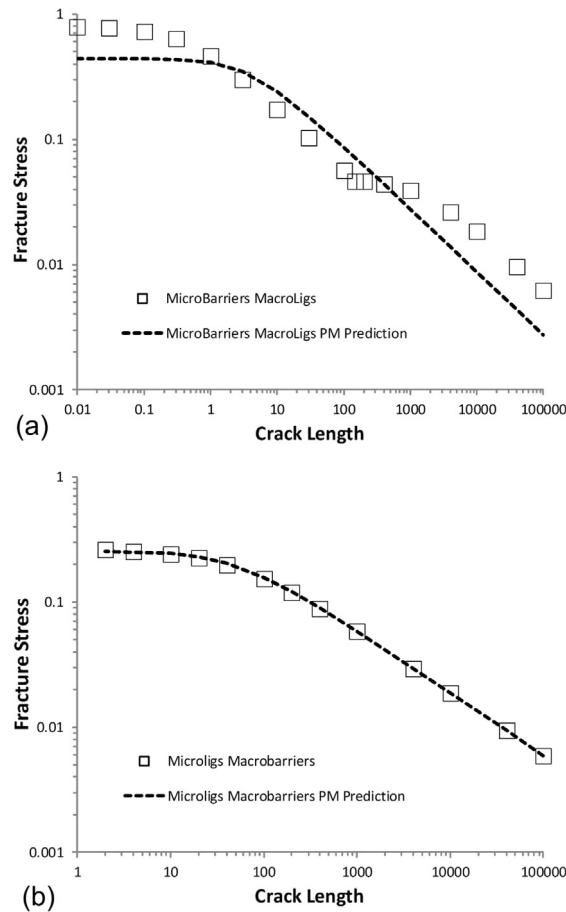 1
0.1
0.01
0.001
Fracture Stress
MicroBarriers MacroLigs
MicroBarriers MacroLigs PM Prediction
0.01 0.1 1 10 100 1000 10000 100000
Crack Length
(a)
1
0.1
0.01
0.001
Fracture Stress
Microligs Macrobarriers
Microligs Macrobarriers PM Prediction
1 10 100 1000 10000 100000
Crack Length
(b)